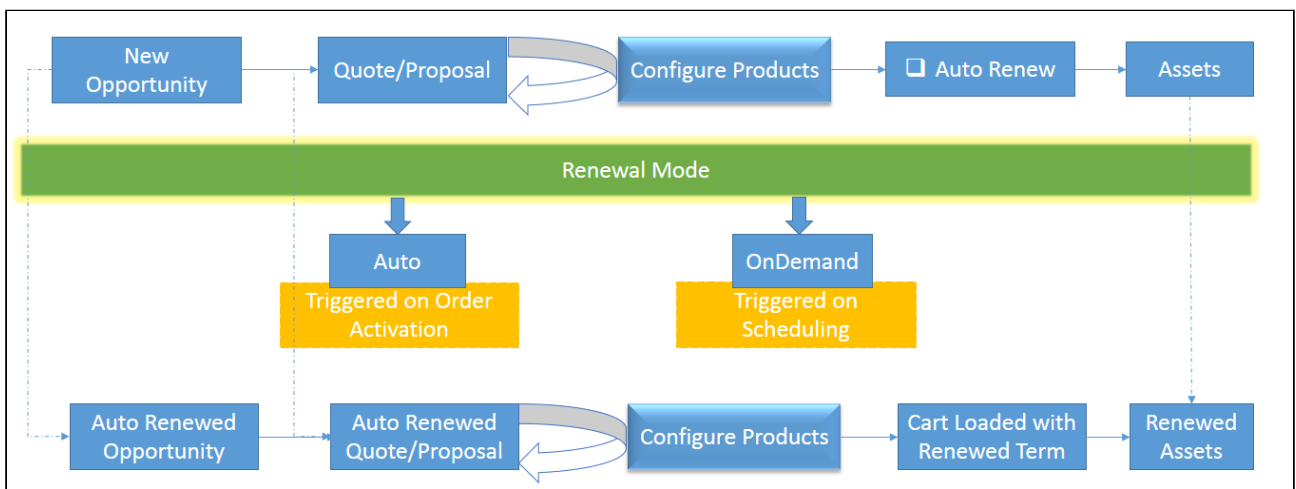 New
Opportunity
Quote/Proposal
Configure Products
❑ Auto Renew
Assets
Renewal Mode
Auto
OnDemand
Triggered on Order
Activation
Triggered on
Scheduling
Auto Renewed
Opportunity
Auto Renewed
Quote/Proposal
Configure Products
Cart Loaded with
Renewed Term
Renewed
Assets